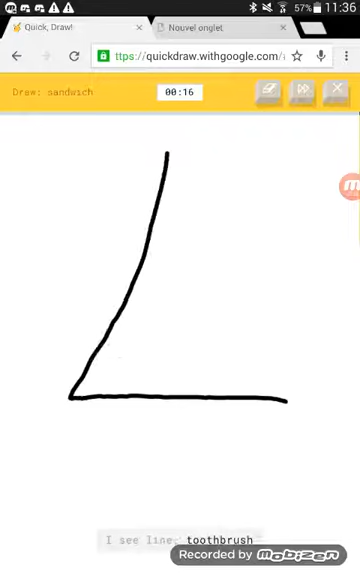 57% 11:36
Quick, Draw! Nouvel onglet
ttps://quickdraw.withgoogle.com/
Draw: sandwich 00:16
I see line, toothbrush
Recorded by mobizen